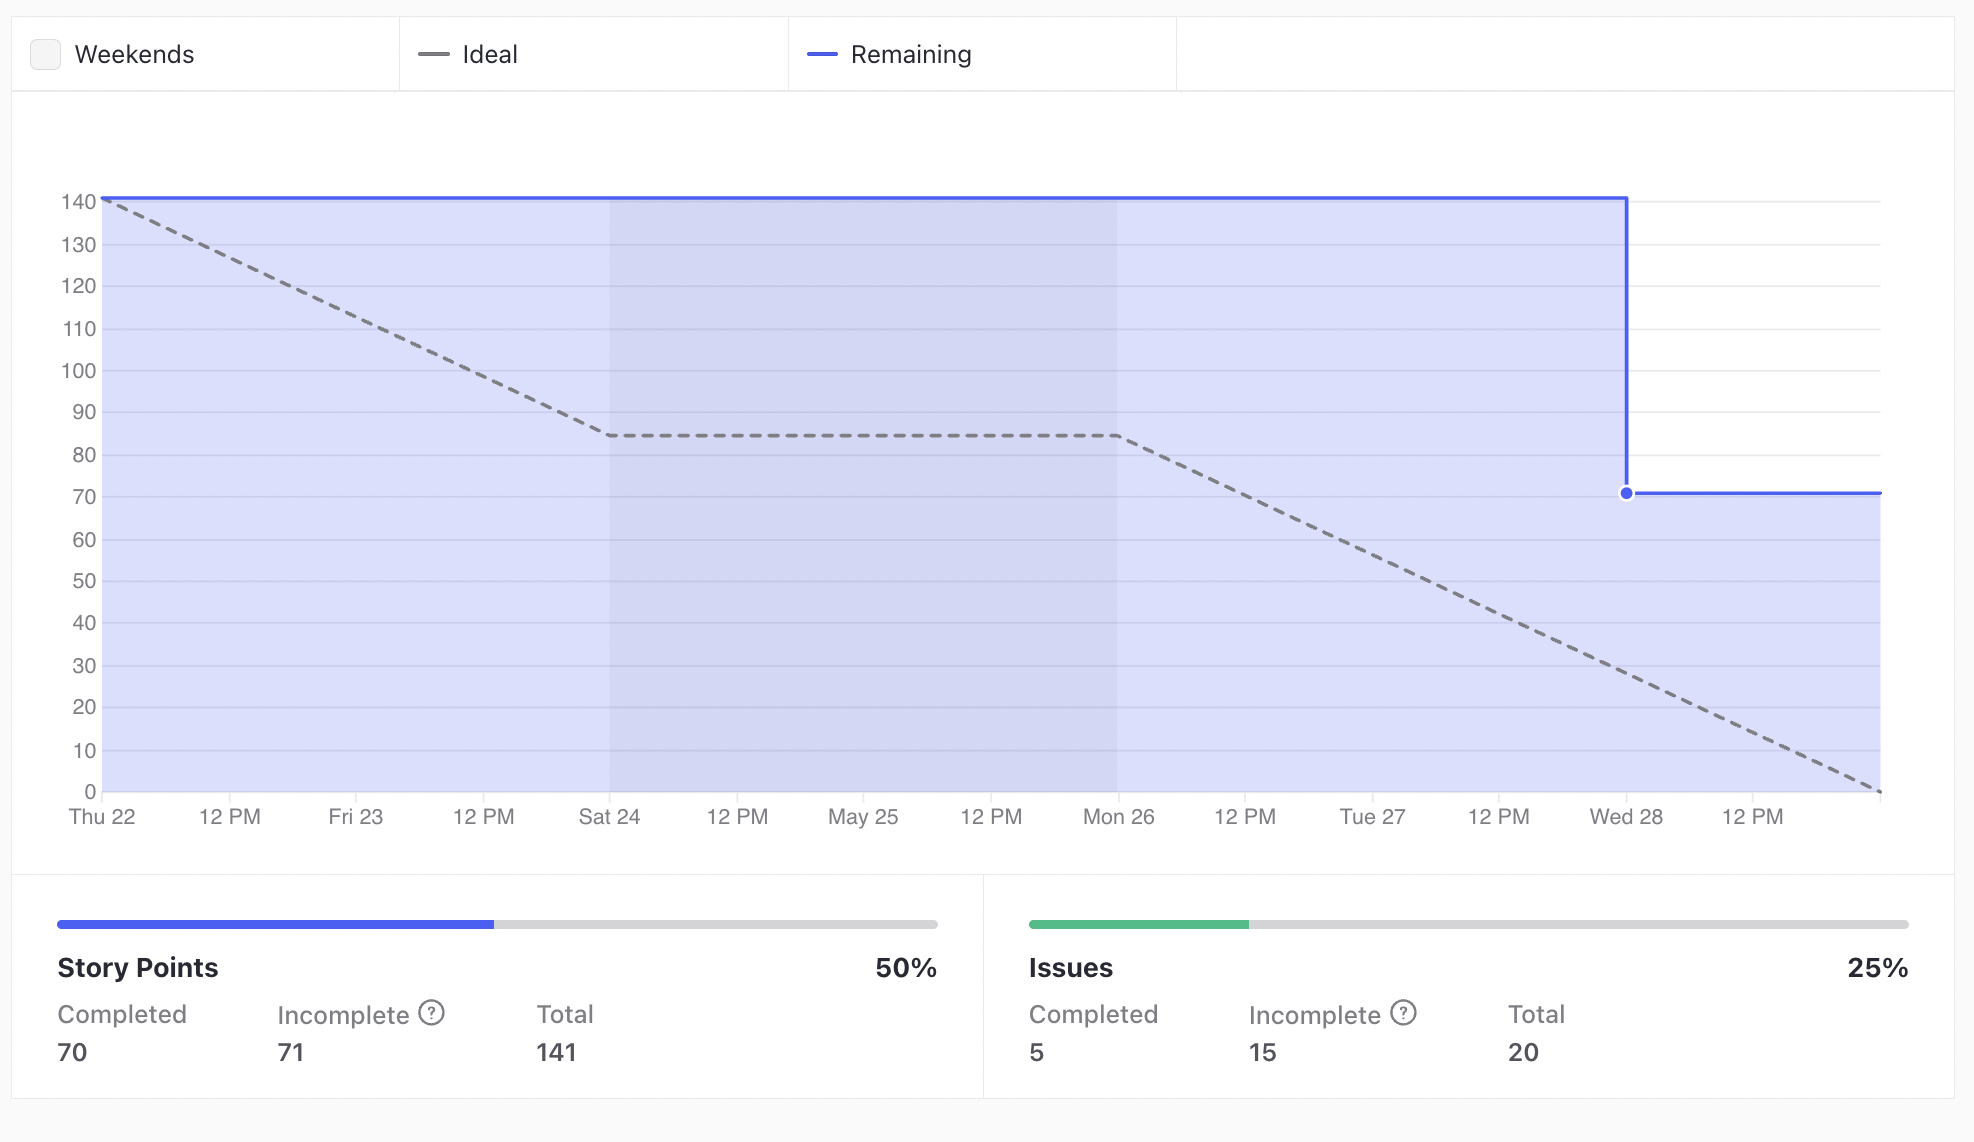 Weekends
Ideal
Remaining
140
130
120
110
100
90
80
70
60
50
40
30
20
10
0
Thu 22 12 PM Fri 23 12 PM Sat 24 12 PM May 25 12 PM Mon 26 12 PM Tue 27 12 PM Wed 28 12 PM
Story Points 50%
Completed Incomplete ? Total
70 71 141
Issues 25%
Completed Incomplete ? Total
5 15 20